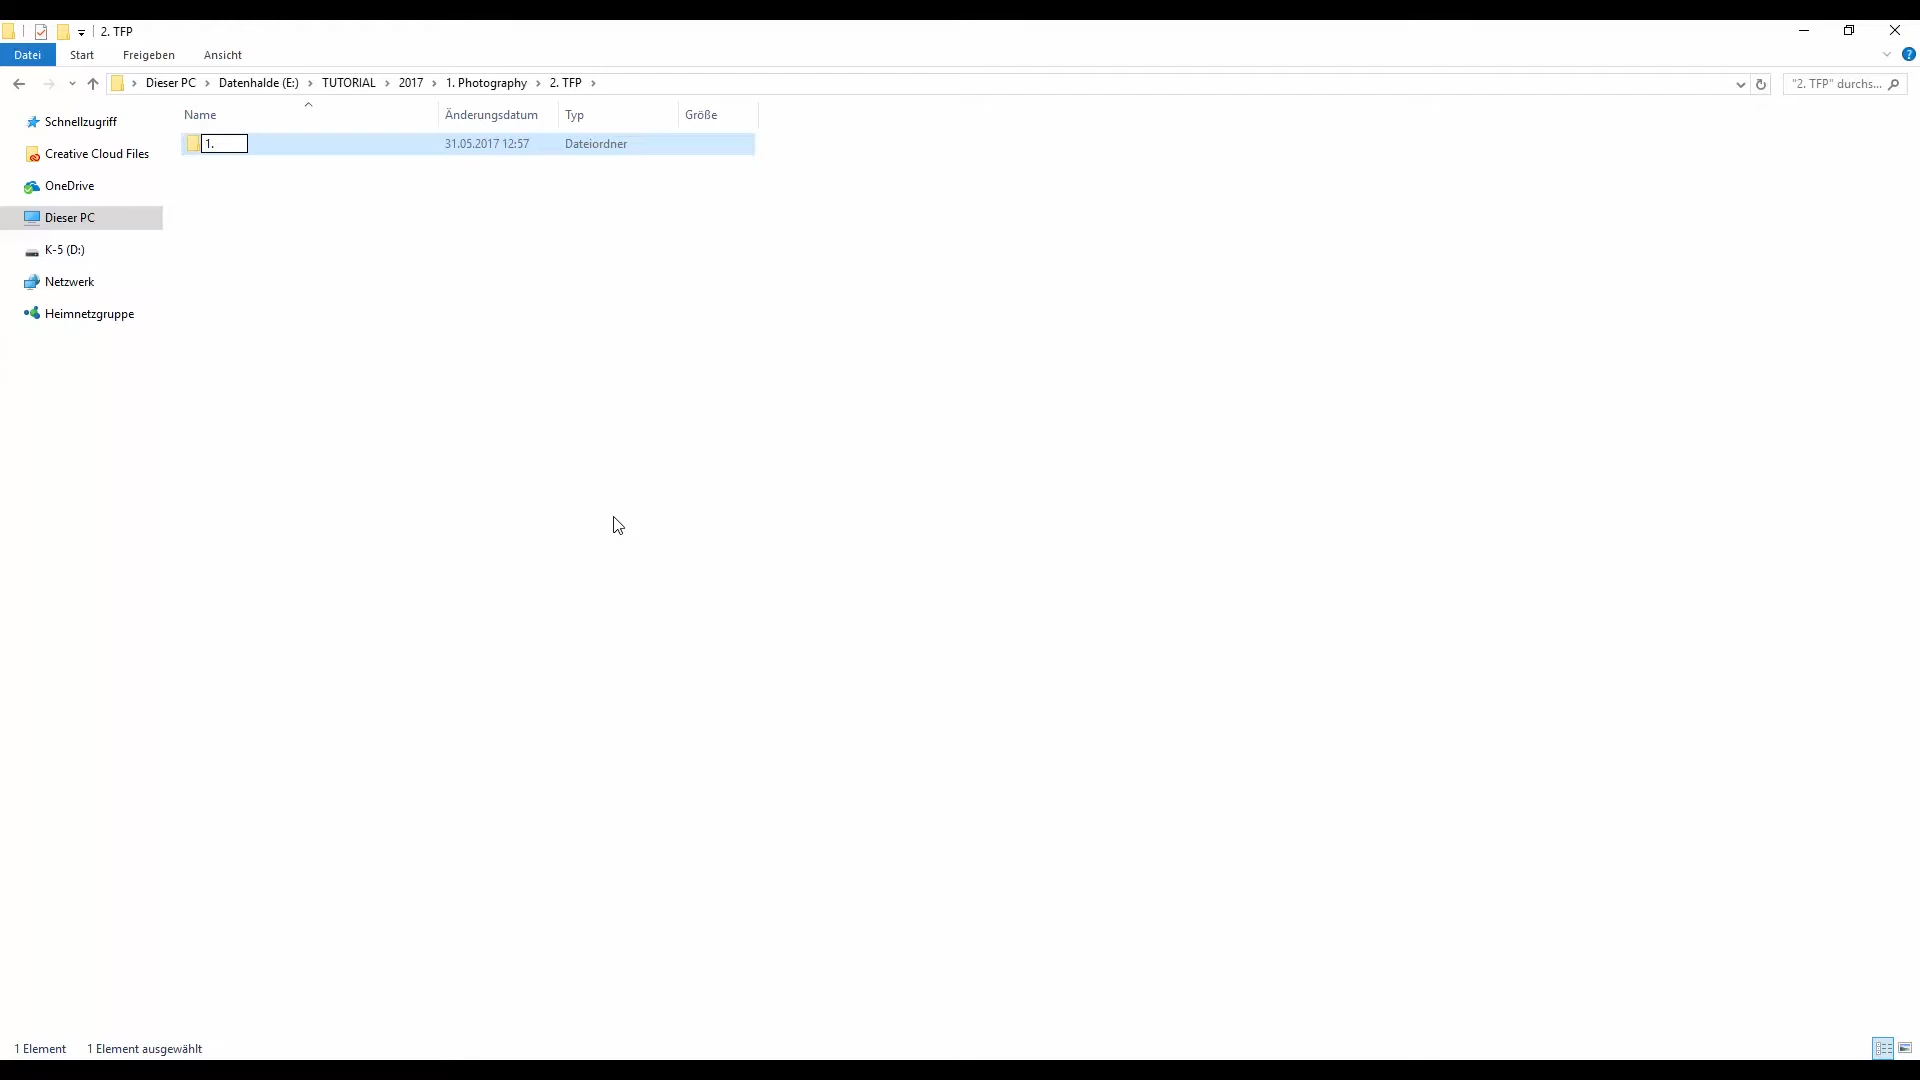 2. TFP
Datei Start Freigeben Ansicht
Dieser PC Datenhalde (E:) TUTORIAL 2017 1. Photography 2. TFP "2. TFP" durchs...
Name Änderungsdatum Typ Größe
1. 31.05.2017 12:57 Dateiordner
Schnellzugriff
Creative Cloud Files
OneDrive
Dieser PC
K-5 (D:)
Netzwerk
Heimnetzgruppe
1 Element 1 Element ausgewählt